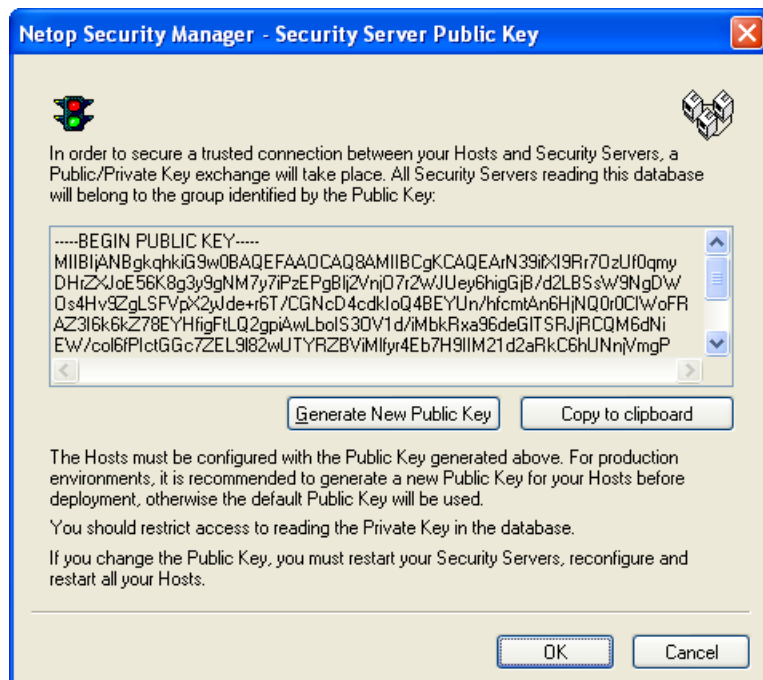 Netop Security Manager - Security Server Public Key
In order to secure a trusted connection between your Hosts and Security Servers, a
Public/Private Key exchange will take place. All Security Servers reading this database
will belong to the group identified by the Public Key:
-----BEGIN PUBLIC KEY-----
MIIBIjANBgkqhkiG9w0BAQEFAAOCAQ8AMIIBCgKCAQEArN39ifXI9Rr7OzUf0qmy
DHrZXJoE56K8g3y9gNM7y7iPzEPgBIj2VnjO7r2WJUey6higGjB/d2LBSsW9NgDW
Os4Hv9ZgLSFVpX2yJde+r6T/CGNcD4cdkIoQ4BEYUn/hfcmtAn6HjNQ0r0ClWoFR
AZ3I6k6kZ78EYHfigFtLQ2gpiAwLbolS3OV1d/iMbkRxa96deGITSRJjRCQM6dNi
EW/col6fPIctGGc7ZEL9l82wUTYRZBViMIfyr4Eb7H9IIM21d2aRkC6hUNnjVmgP
Generate New Public Key
Copy to clipboard
The Hosts must be configured with the Public Key generated above. For production
environments, it is recommended to generate a new Public Key for your Hosts before
deployment, otherwise the default Public Key will be used.
You should restrict access to reading the Private Key in the database.
If you change the Public Key, you must restart your Security Servers, reconfigure and
restart all your Hosts.
OK
Cancel